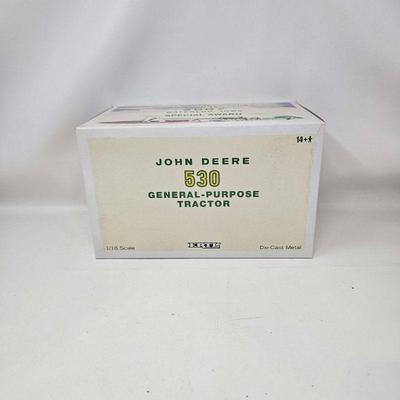 SPECIAL AWARD
14+
JOHN DEERE
530
GENERAL-PURPOSE
TRACTOR
1/16 Scale
ERTL
Die-Cast Metal